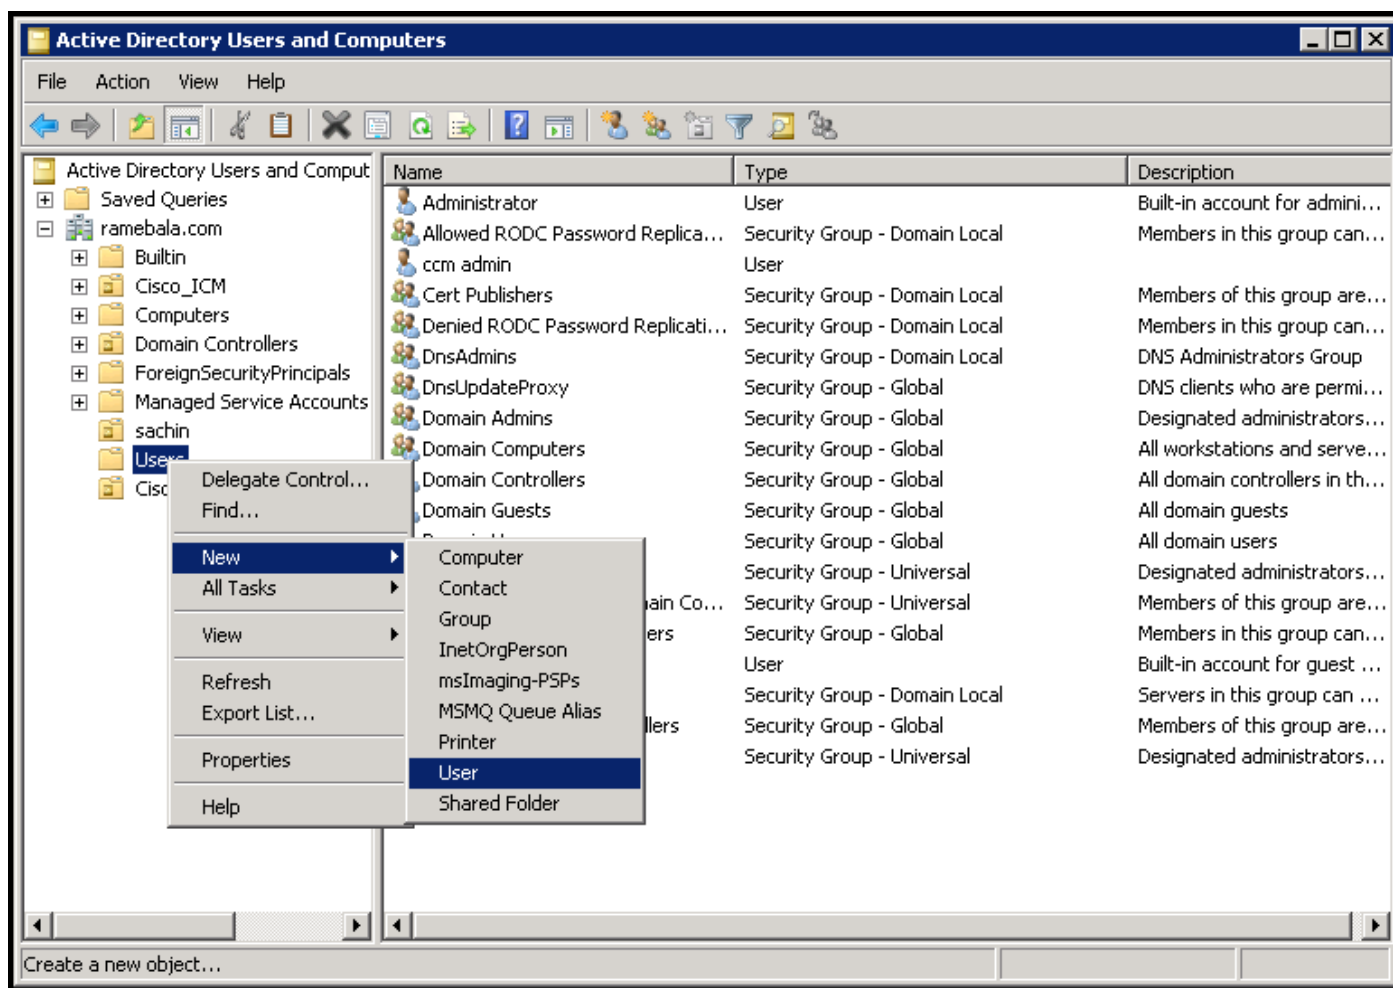 Active Directory Users and Computers
File Action View Help
Active Directory Users and Comput
Saved Queries
ramebala.com
Builtin
Cisco_ICM
Computers
Domain Controllers
ForeignSecurityPrincipals
Managed Service Accounts
sachin
Users
Cisc
Delegate Control...
Find...
New
All Tasks
View
Refresh
Export List...
Properties
Help
Computer
Contact
Group
InetOrgPerson
msImaging-PSPs
MSMQ Queue Alias
Printer
User
Shared Folder
Name Type Description
Administrator User Built-in account for admini...
Allowed RODC Password Replica... Security Group - Domain Local Members in this group can...
ccm admin User
Cert Publishers Security Group - Domain Local Members of this group are...
Denied RODC Password Replicati... Security Group - Domain Local Members in this group can...
DnsAdmins Security Group - Domain Local DNS Administrators Group
DnsUpdateProxy Security Group - Global DNS clients who are permi...
Domain Admins Security Group - Global Designated administrators...
Domain Computers Security Group - Global All workstations and serve...
Domain Controllers Security Group - Global All domain controllers in th...
Domain Guests Security Group - Global All domain guests
Security Group - Global All domain users
Security Group - Universal Designated administrators...
ain Co... Security Group - Universal Members of this group are...
ers Security Group - Global Members in this group can...
User Built-in account for guest ...
Security Group - Domain Local Servers in this group can ...
llers Security Group - Global Members of this group are...
Security Group - Universal Designated administrators...
Create a new object...